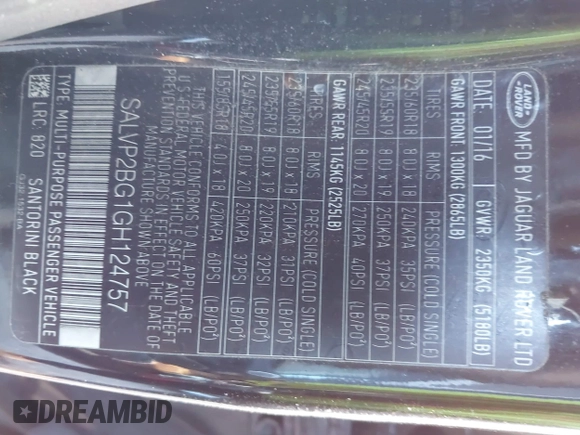 LAND-
ROVER
MFD BY JAGUAR LAND ROVER LTD
DATE: 01/16 GVWR 2350KG (5180LB)
GAWR FRONT: 1300KG (2865LB)
TIRES RIMS PRESSURE (COLD SINGLE)
235/60R18 8.0J x 18 240KPA 35PSI (LB/PO²)
235/55R19 8.0J x 19 250KPA 37PSI (LB/PO²)
245/45R20 8.0J x 20 270KPA 40PSI (LB/PO²)
GAWR REAR: 1145KG (2525LB)
TIRES RIMS PRESSURE (COLD SINGLE)
235/60R18 8.0J x 18 210KPA 31PSI (LB/PO²)
235/55R19 8.0J x 19 220KPA 32PSI (LB/PO²)
245/45R20 8.0J x 20 250KPA 37PSI (LB/PO²)
155/85R18 4.0J x 18 420KPA 60PSI (LB/PO²)
THIS VEHICLE CONFORMS TO ALL APPLICABLE
U S FEDERAL MOTOR VEHICLE SAFETY AND THEFT
PREVENTION STANDARDS IN EFFECT ON THE DATE OF
MANUFACTURE SHOWN ABOVE
SALVP2BG1GH124757
TYPE: MULTI-PURPOSE PASSENGER VEHICLE
LRC: 820 SANTORINI BLACK
DREAMBID